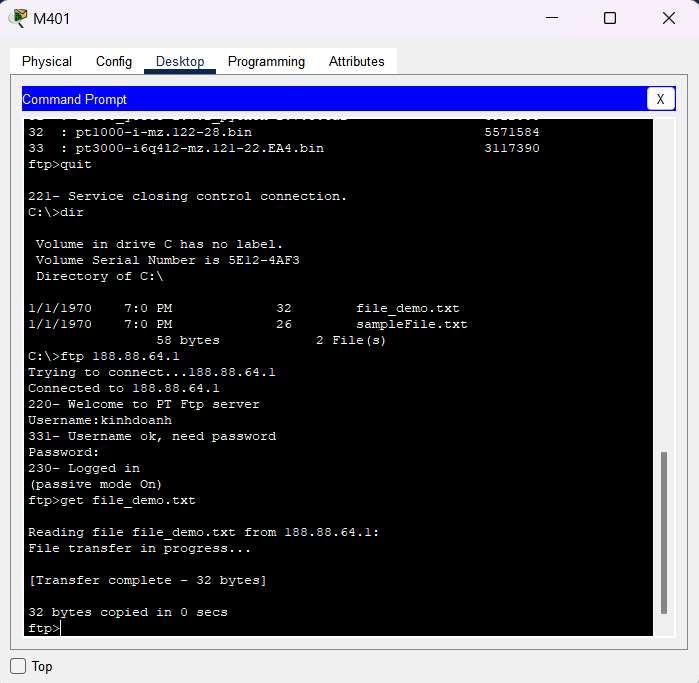 M401
Physical Config Desktop Programming Attributes
Command Prompt
X
32 : pt1000-i-mz.122-28.bin 5571584
33 : pt3000-i6q4l2-mz.121-22.EA4.bin 3117390
ftp>quit
221- Service closing control connection.
C:\>dir
Volume in drive C has no label.
Volume Serial Number is 5E12-4AF3
Directory of C:\
1/1/1970 7:0 PM 32 file_demo.txt
1/1/1970 7:0 PM 26 sampleFile.txt
58 bytes 2 File(s)
C:\>ftp 188.88.64.1
Trying to connect...188.88.64.1
Connected to 188.88.64.1
220- Welcome to PT Ftp server
Username:kinhdoanh
331- Username ok, need password
Password:
230- Logged in
(passive mode On)
ftp>get file_demo.txt
Reading file file_demo.txt from 188.88.64.1:
File transfer in progress...
[Transfer complete - 32 bytes]
32 bytes copied in 0 secs
ftp>
Top